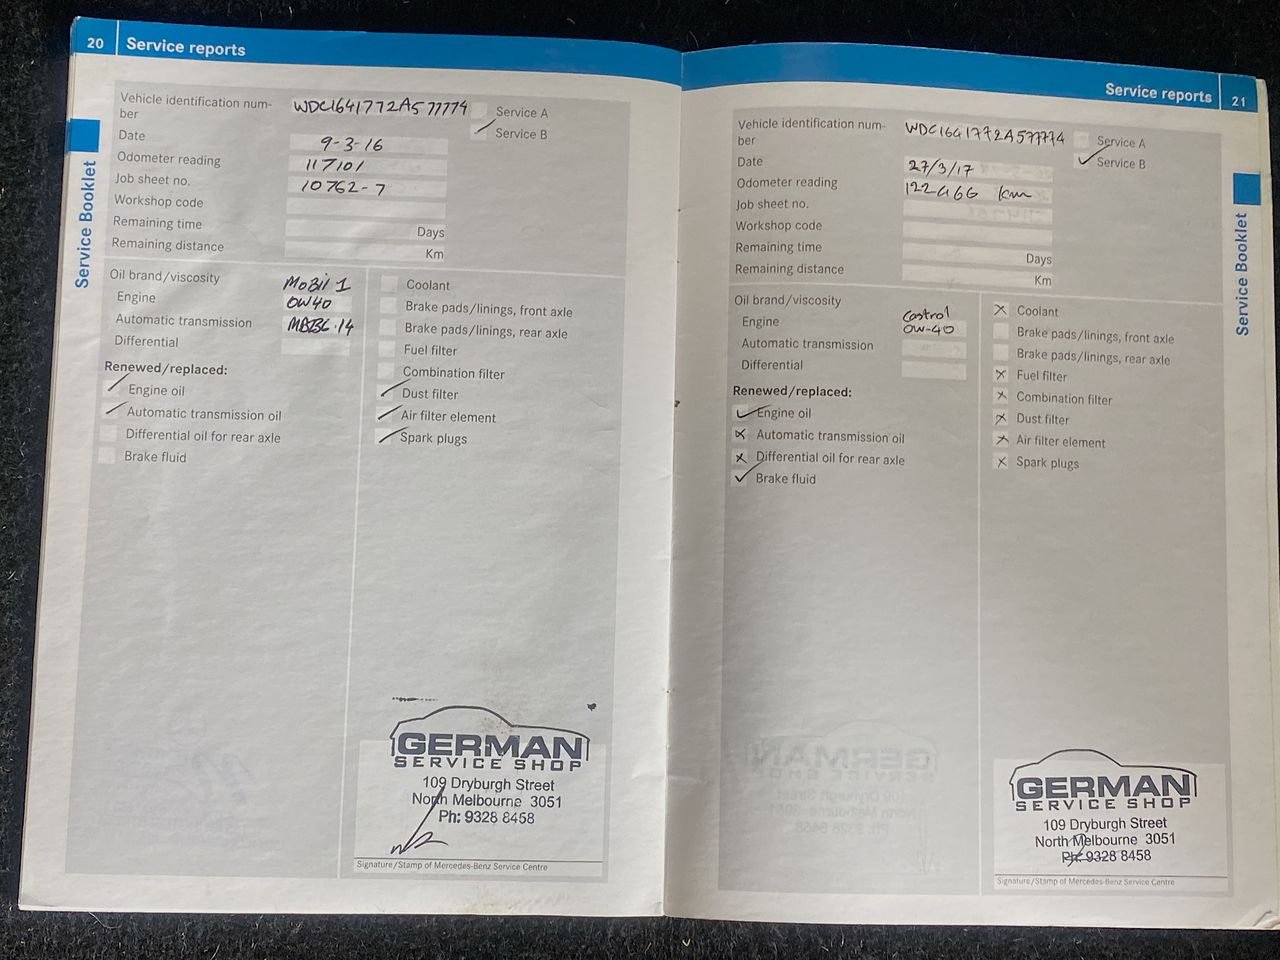 20 Service reports
Vehicle identification num-
ber WDC1641772A577774
Service A
Service B
Date 9-3-16
Odometer reading 117101
Job sheet no. 10762-7
Workshop code
Remaining time Days
Remaining distance Km
Oil brand/viscosity Mobil 1
Engine 0W40
Automatic transmission
Differential
Renewed/replaced:
Engine oil
Automatic transmission oil
Differential oil for rear axle
Brake fluid
Coolant
Brake pads/linings, front axle
Brake pads/linings, rear axle
Fuel filter
Combination filter
Dust filter
Air filter element
Spark plugs
GERMAN
SERVICE SHOP
109 Dryburgh Street
North Melbourne 3051
Ph: 9328 8458
Signature/Stamp of Mercedes-Benz Service Centre
Service Booklet
Service reports 21
Vehicle identification num-
ber WDC1641772A577774
Service A
Service B
Date 27/3/17
Odometer reading 122466 km
Job sheet no.
Workshop code
Remaining time Days
Remaining distance Km
Oil brand/viscosity Castrol
Engine 0W-40
Automatic transmission
Differential
Renewed/replaced:
Engine oil
Automatic transmission oil
Differential oil for rear axle
Brake fluid
Coolant
Brake pads/linings, front axle
Brake pads/linings, rear axle
Fuel filter
Combination filter
Dust filter
Air filter element
Spark plugs
GERMAN
SERVICE SHOP
109 Dryburgh Street
North Melbourne 3051
Ph: 9328 8458
Signature/Stamp of Mercedes-Benz Service Centre
Service Booklet